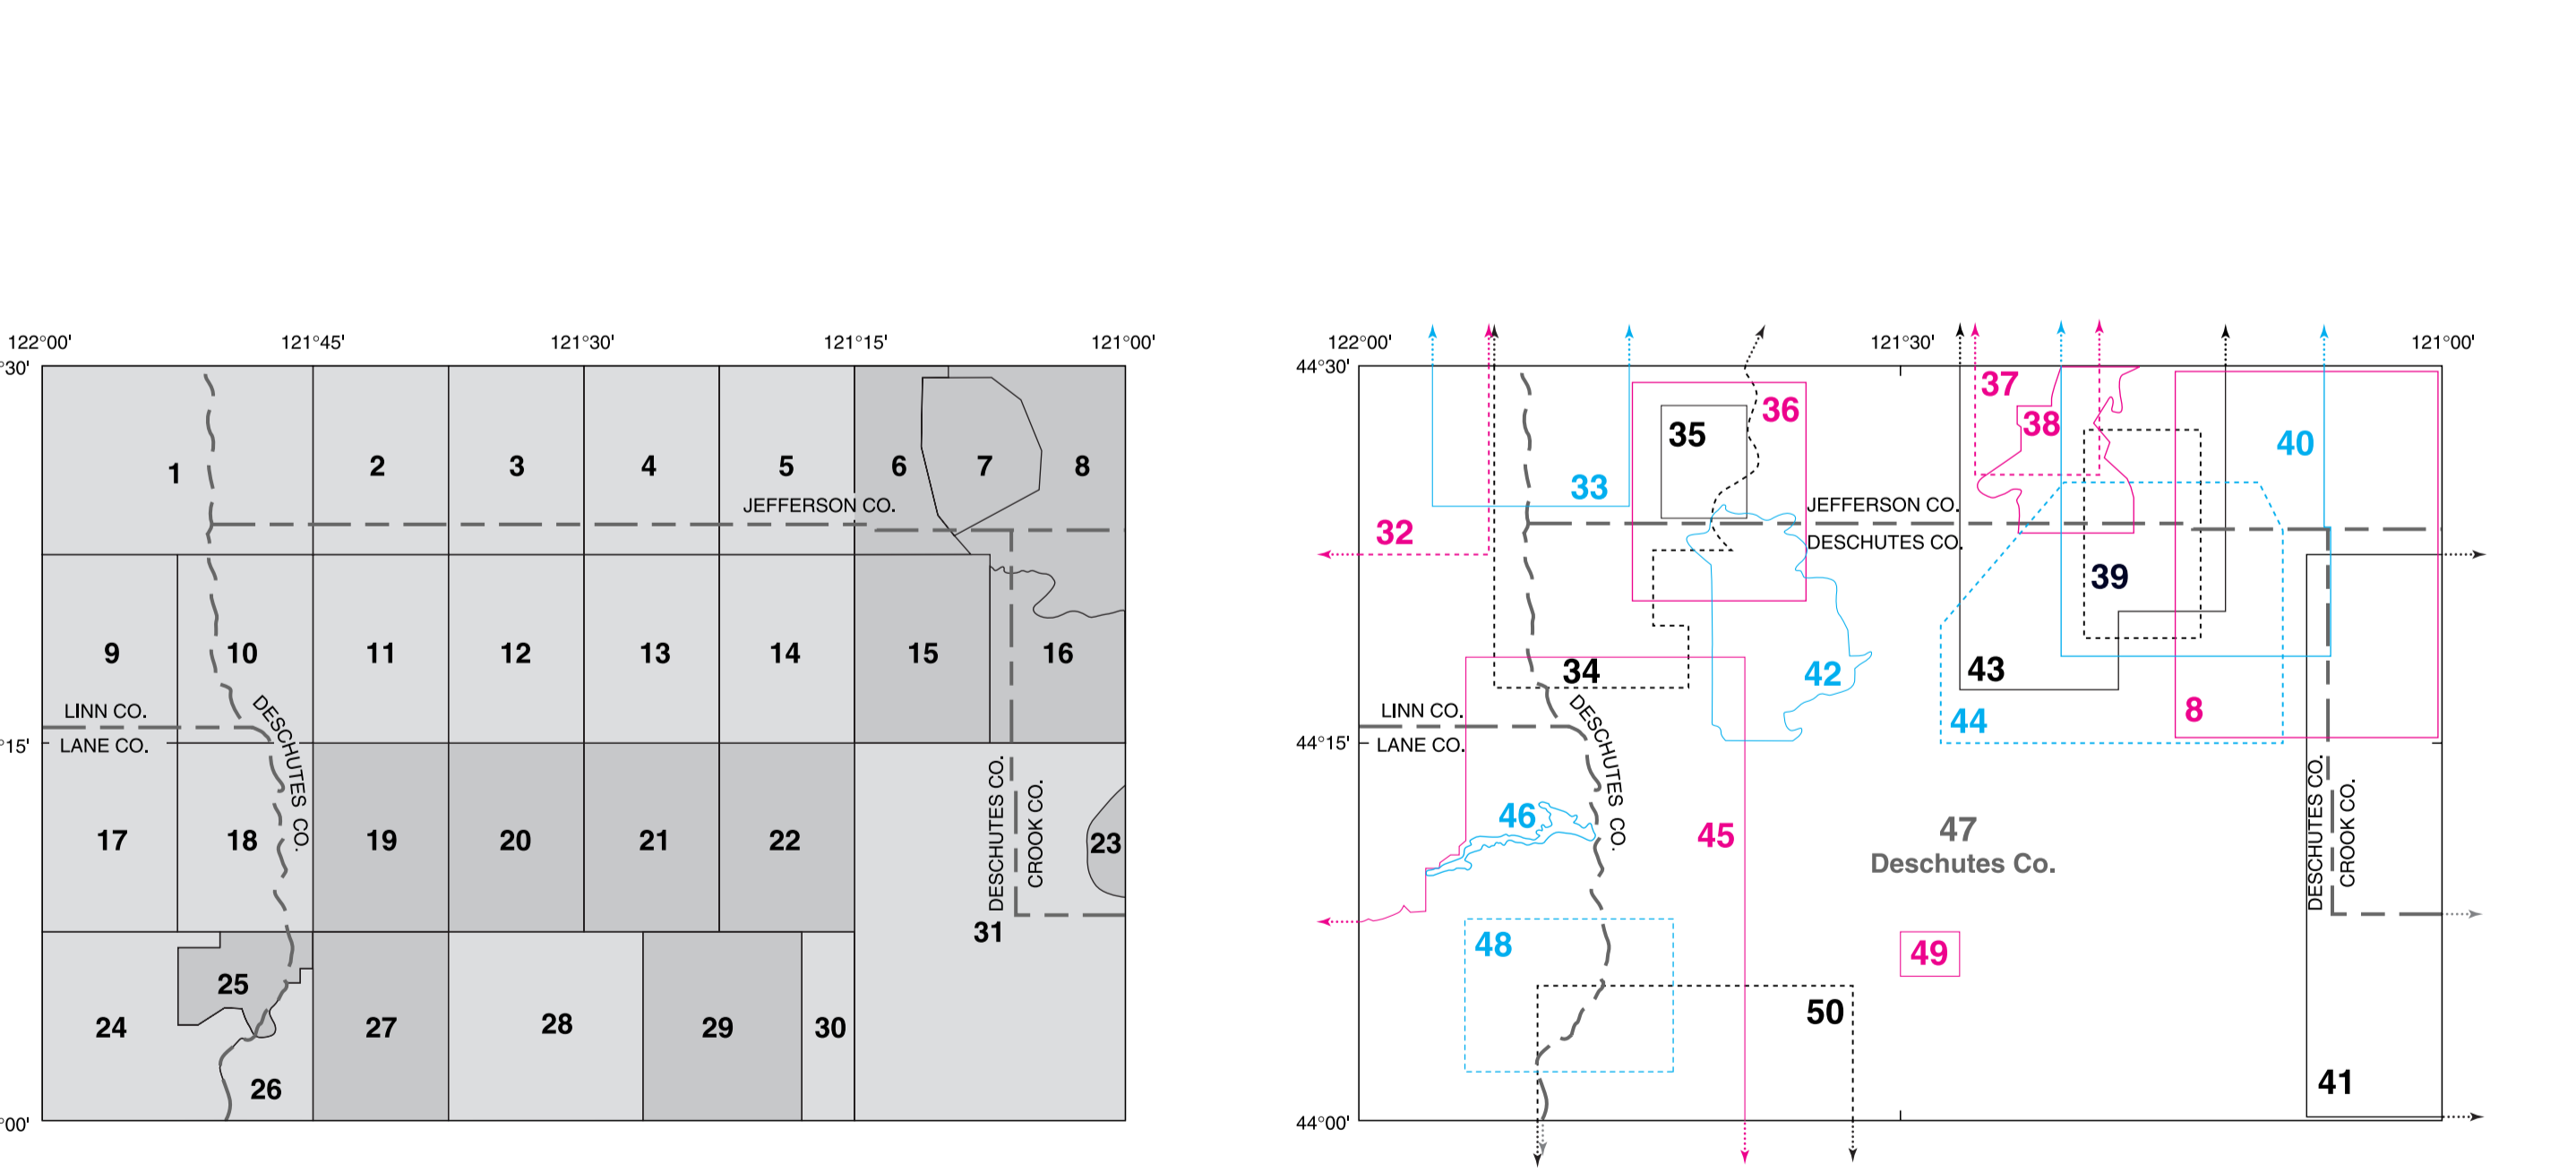 122°00' 121°45' 121°30' 121°15' 121°00'
°30'
1 2 3 4 5 6 7 8
JEFFERSON CO.
9 10 11 12 13 14 15 16
LINN CO.
DESCHUTES CO.
°15'
LANE CO.
17 18 19 20 21 22 23
DESCHUTES CO.
CROOK CO.
31
25
24 27 28 29 30
26
°00'
122°00' 121°30' 121°00'
44°30'
37
36 38
35 40
33
JEFFERSON CO.
32
DESCHUTES CO.
39
34 42 43
LINN CO. 44 8
DESCHUTES CO.
44°15'
LANE CO.
46 45 47
Deschutes Co.
DESCHUTES CO.
CROOK CO.
48 49
50
41
44°00'